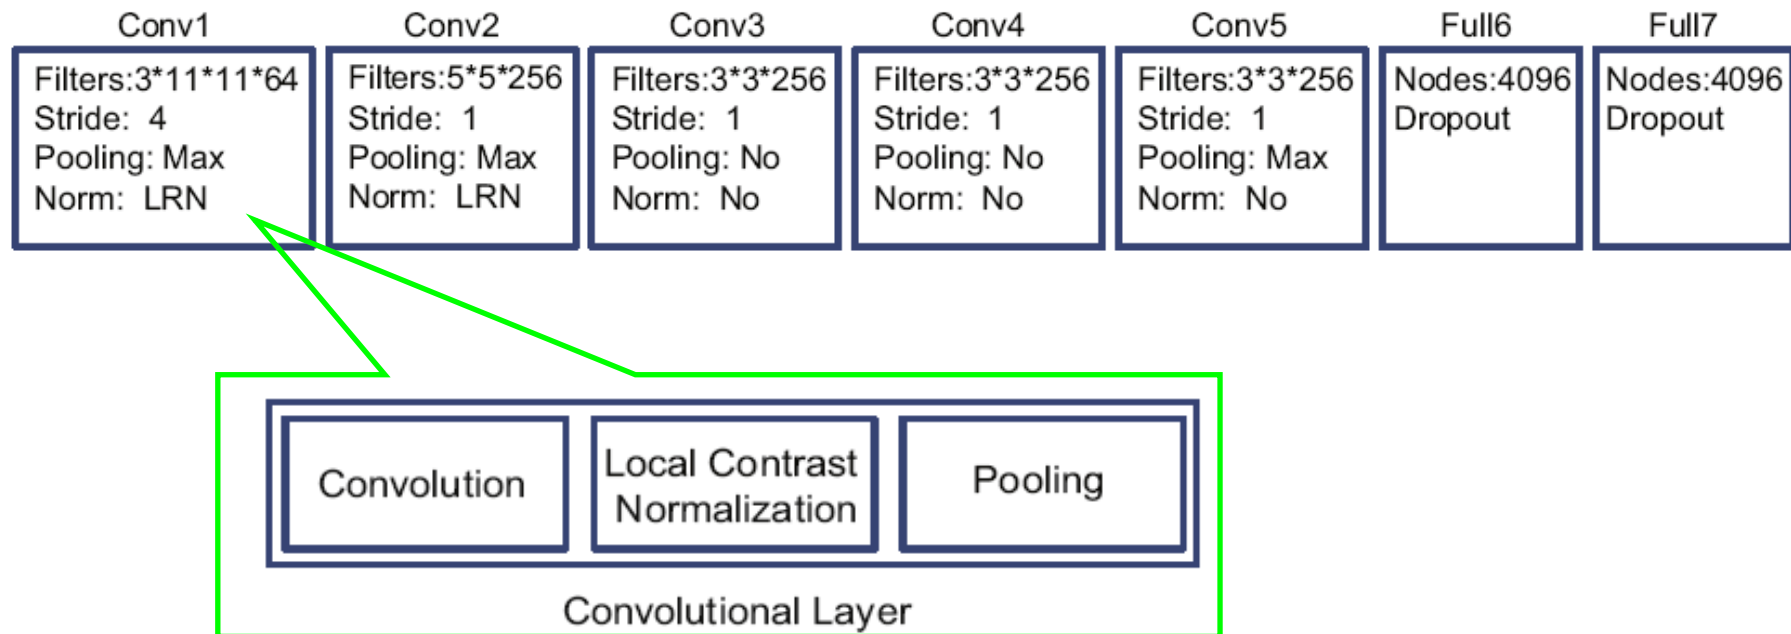 Conv1
Filters:3*11*11*64
Stride: 4
Pooling: Max
Norm: LRN
Conv2
Filters:5*5*256
Stride: 1
Pooling: Max
Norm: LRN
Conv3
Filters:3*3*256
Stride: 1
Pooling: No
Norm: No
Conv4
Filters:3*3*256
Stride: 1
Pooling: No
Norm: No
Conv5
Filters:3*3*256
Stride: 1
Pooling: Max
Norm: No
Full6
Nodes:4096
Dropout
Full7
Nodes:4096
Dropout
Convolution
Local Contrast
Normalization
Pooling
Convolutional Layer